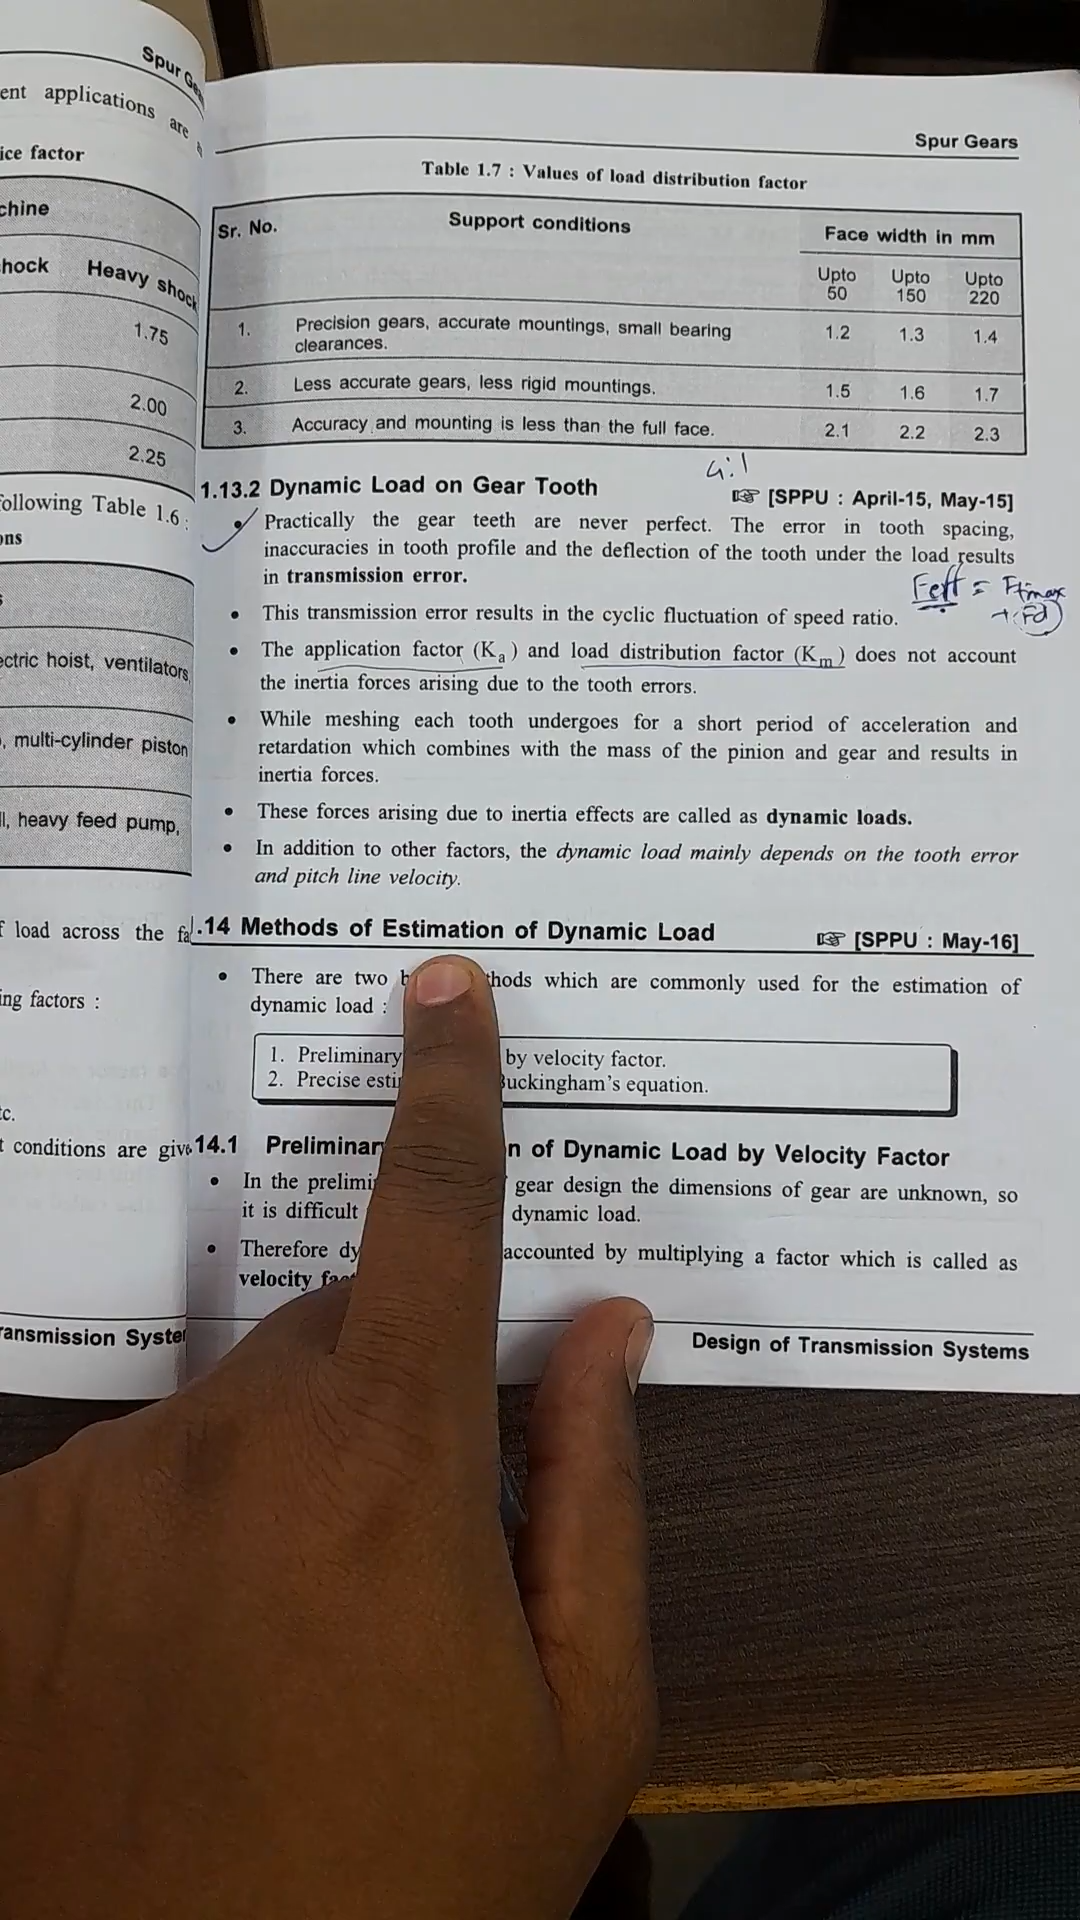 Spur
ent applications are
ice factor
chine
hock Heavy shock
1.75
2.00
2.25
following Table 1.6 :
ons
s
ectric hoist, ventilators,
, multi-cylinder piston
ll, heavy feed pump,
f load across the fa
ing factors :
tc.
t conditions are give
ransmission Syste
Spur Gears
Table 1.7 : Values of load distribution factor
Sr. No. Support conditions Face width in mm
Upto 50 Upto 150 Upto 220
1. Precision gears, accurate mountings, small bearing clearances. 1.2 1.3 1.4
2. Less accurate gears, less rigid mountings. 1.5 1.6 1.7
3. Accuracy and mounting is less than the full face. 2.1 2.2 2.3
1.13.2 Dynamic Load on Gear Tooth
☞ [SPPU : April-15, May-15]
• Practically the gear teeth are never perfect. The error in tooth spacing,
inaccuracies in tooth profile and the deflection of the tooth under the load results
in transmission error.
Feff = Ftmax + Fd
• This transmission error results in the cyclic fluctuation of speed ratio.
• The application factor (Ka) and load distribution factor (Km) does not account
the inertia forces arising due to the tooth errors.
• While meshing each tooth undergoes for a short period of acceleration and
retardation which combines with the mass of the pinion and gear and results in
inertia forces.
• These forces arising due to inertia effects are called as dynamic loads.
• In addition to other factors, the dynamic load mainly depends on the tooth error
and pitch line velocity.
.14 Methods of Estimation of Dynamic Load ☞ [SPPU : May-16]
• There are two thods which are commonly used for the estimation of
dynamic load :
1. Preliminary by velocity factor.
2. Precise esti Buckingham's equation.
14.1 Preliminar n of Dynamic Load by Velocity Factor
• In the prelimi gear design the dimensions of gear are unknown, so
it is difficult dynamic load.
• Therefore dy accounted by multiplying a factor which is called as
velocity
Design of Transmission Systems